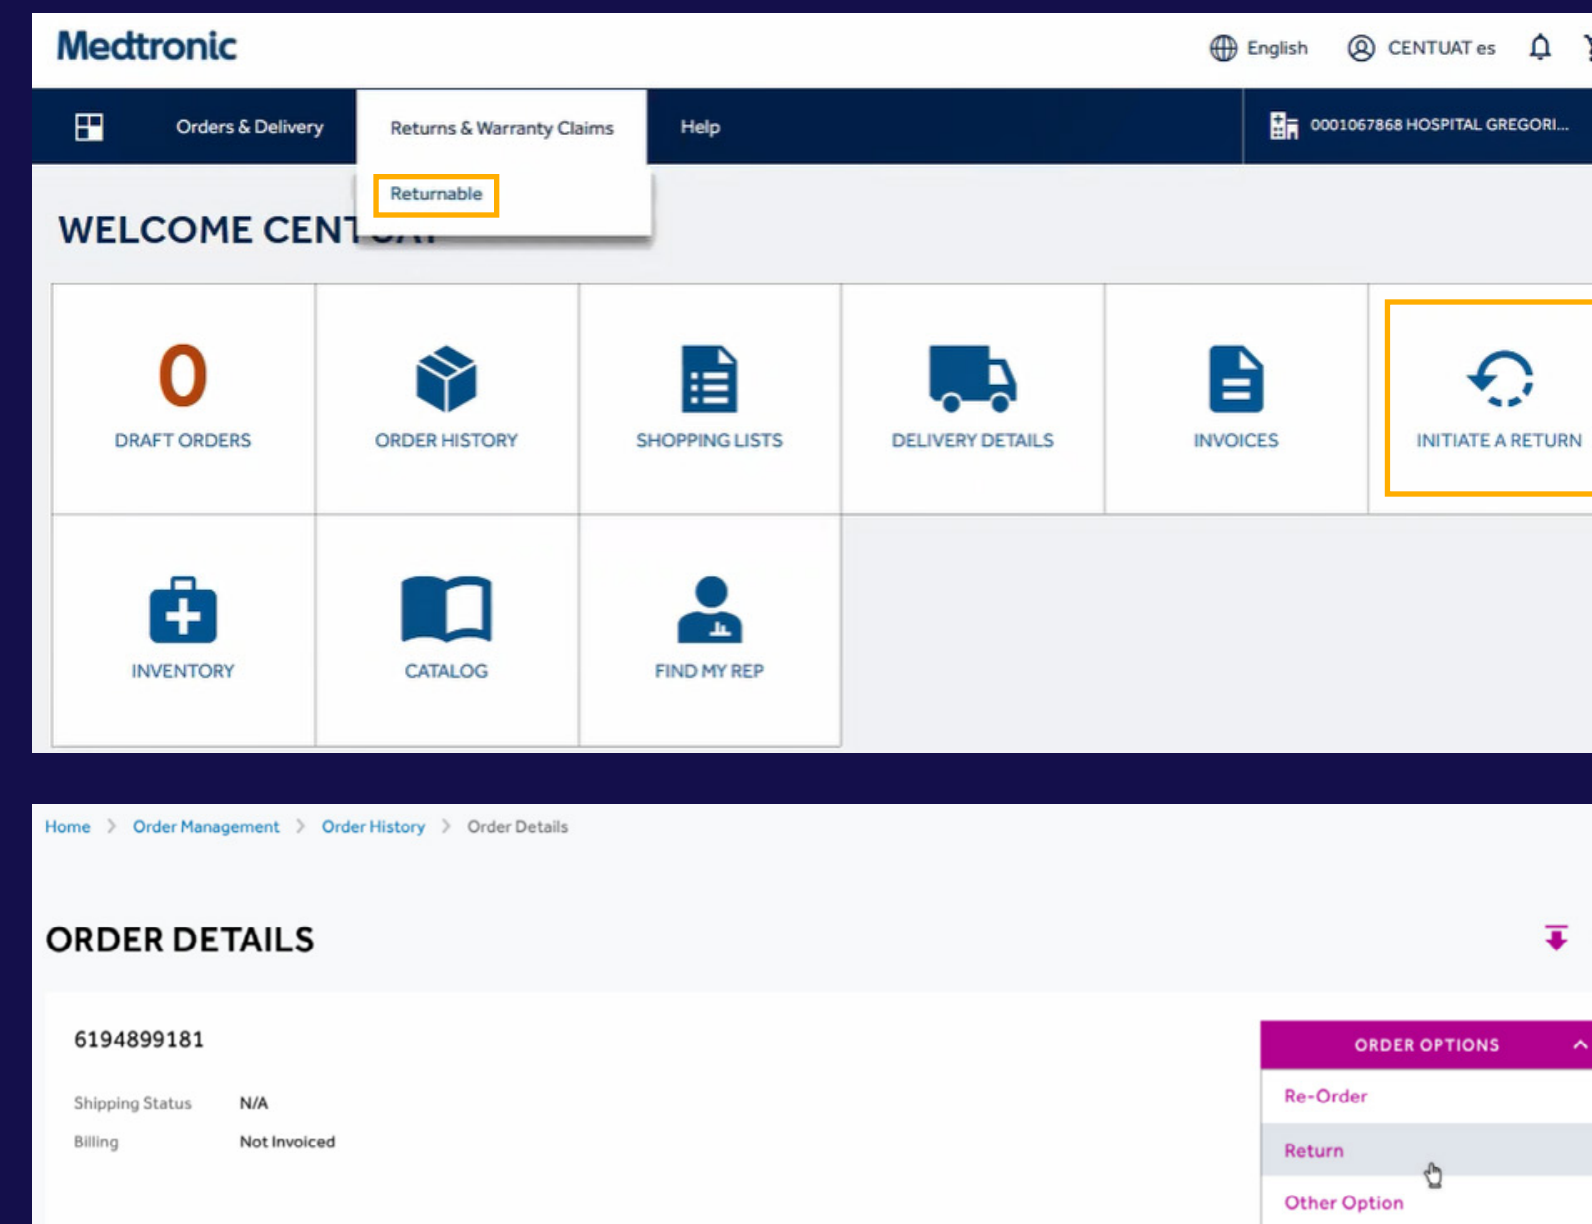 Medtronic
English
CENTUAT es
Orders & Delivery
Returns & Warranty Claims
Help
0001067868 HOSPITAL GREGORI...
Returnable
WELCOME CENTUAT
0
DRAFT ORDERS
ORDER HISTORY
SHOPPING LISTS
DELIVERY DETAILS
INVOICES
INITIATE A RETURN
INVENTORY
CATALOG
FIND MY REP
Home > Order Management > Order History > Order Details
ORDER DETAILS
6194899181
ORDER OPTIONS
Shipping Status N/A
Re-Order
Billing Not Invoiced
Return
Other Option